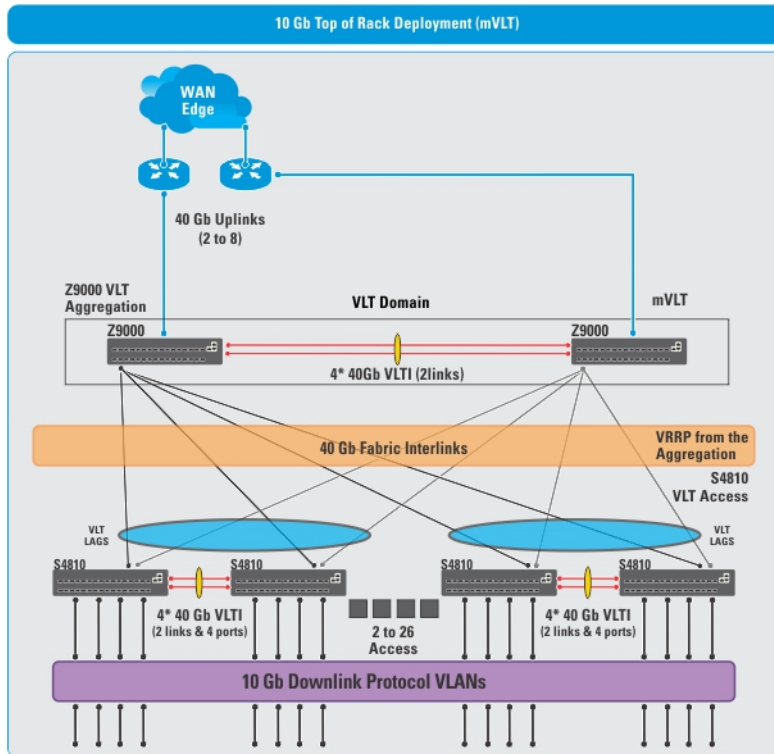 10 Gb Top of Rack Deployment (mVLT)
WAN
Edge
40 Gb Uplinks
(2 to 8)
Z9000 VLT
Aggregation
VLT Domain
mVLT
Z9000
Z9000
4* 40Gb VLTI (2links)
40 Gb Fabric Interlinks
VRRP from the
Aggregation
S4810
VLT Access
VLT
LAGS
VLT
LAGS
S4810
S4810
S4810
S4810
4* 40 Gb VLTI
(2 links & 4 ports)
2 to 26
Access
4* 40 Gb VLTI
(2 links & 4 ports)
10 Gb Downlink Protocol VLANs